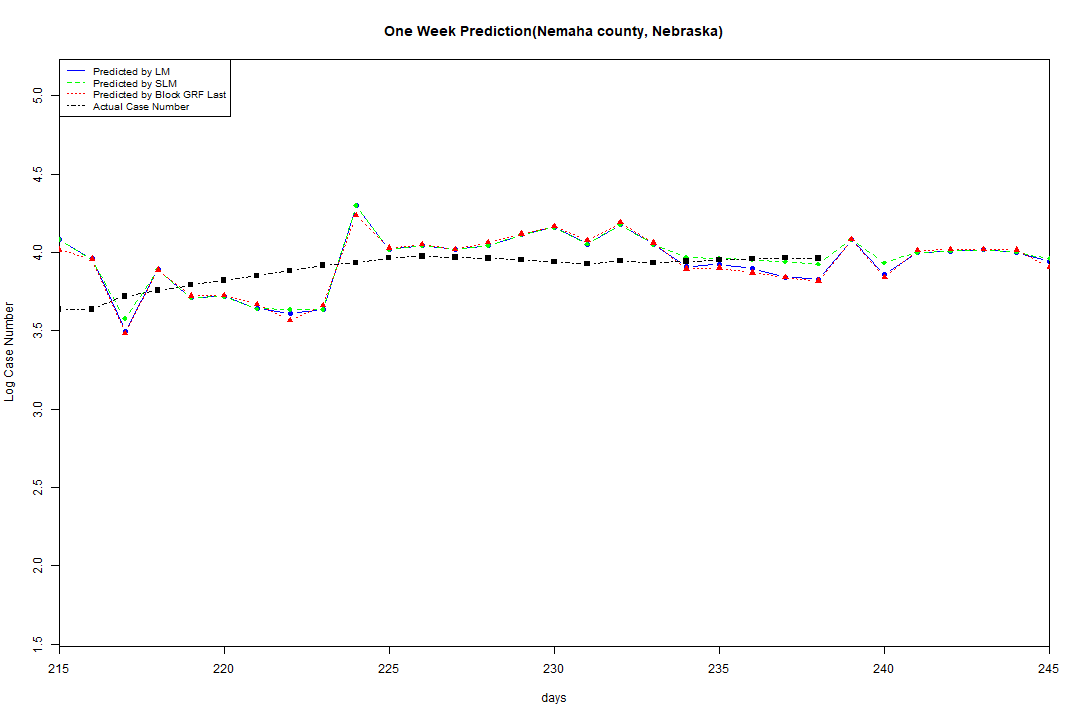 One Week Prediction(Nemaha county, Nebraska)
Predicted by LM
Predicted by SLM
Predicted by Block GRF Last
Actual Case Number
5.0
4.5
4.0
3.5
3.0
2.5
2.0
1.5
Log Case Number
215 220 225 230 235 240 245
days